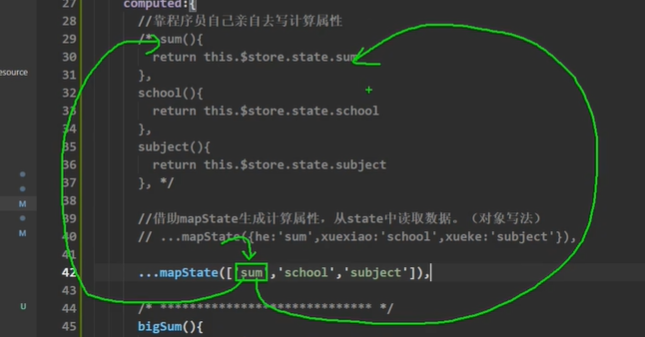 27 computed:{
28 //靠程序员自己亲自去写计算属性
esource
29 /* sum(){
30 return this.$store.state.sum
31 },
32 school(){
33 return this.$store.state.school
34 },
35 subject(){
36 return this.$store.state.subject
37 }, */
M
38
39 //借助mapState生成计算属性，从state中读取数据。（对象写法）
M
40 // ...mapState({he:'sum',xuexiao:'school',xueke:'subject'}),
41
42 ...mapState(['sum','school','subject']),
43
U
44 /* **************************** */
45 bigSum(){